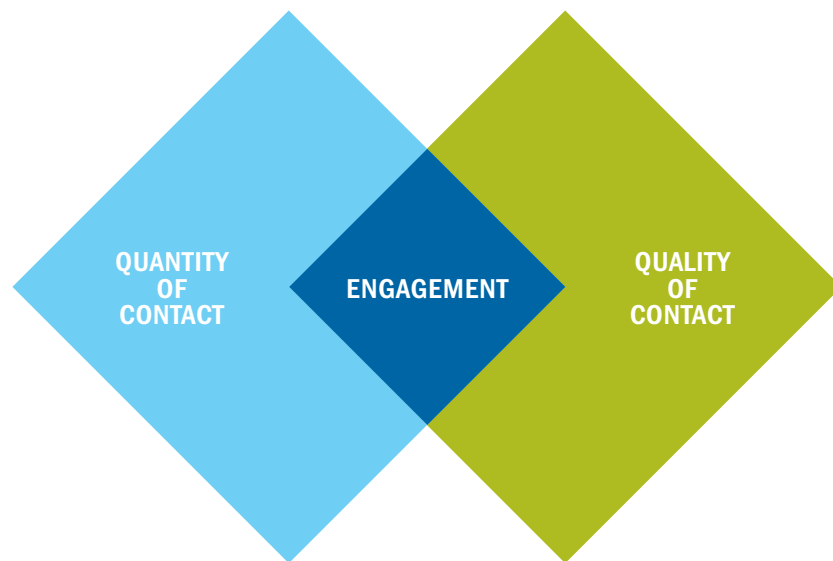 QUANTITY
OF
CONTACT
ENGAGEMENT
QUALITY
OF
CONTACT